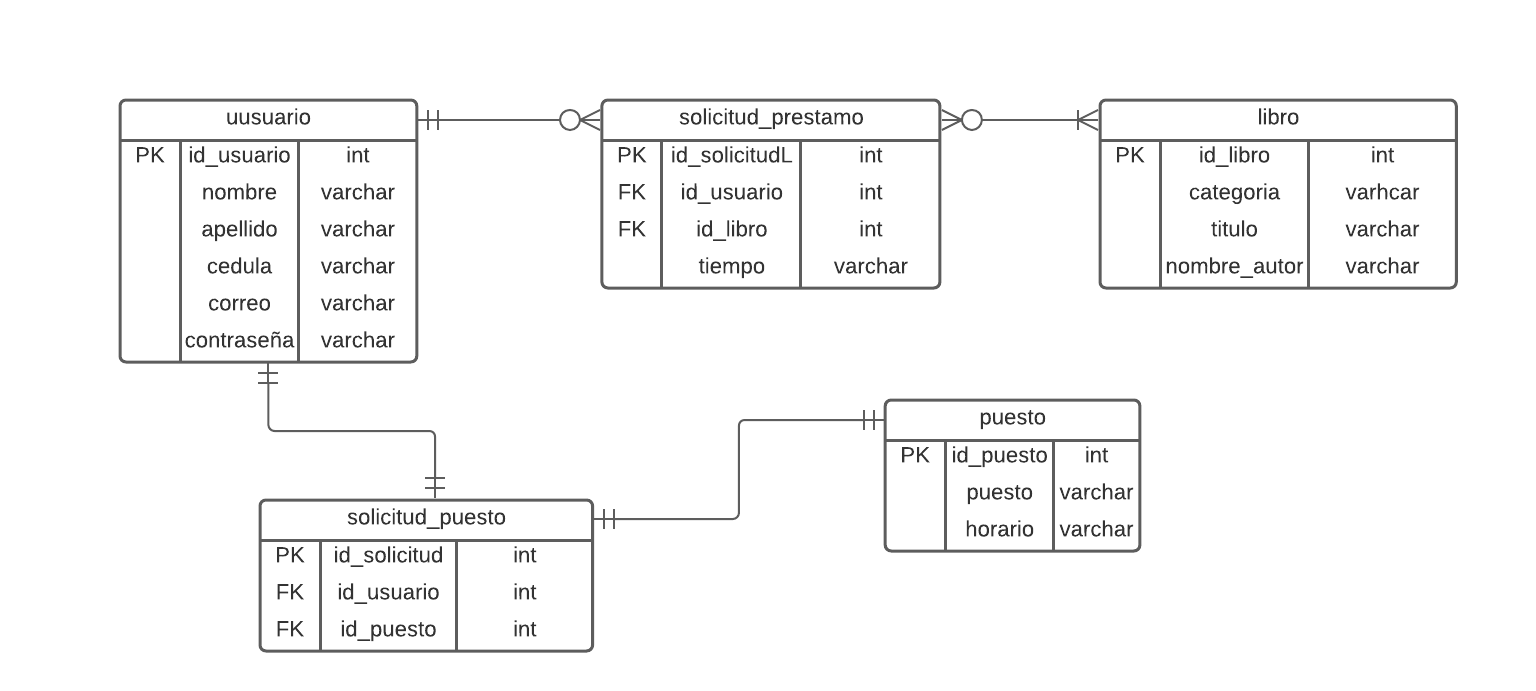 uusuario
PK id_usuario int
nombre varchar
apellido varchar
cedula varchar
correo varchar
contraseña varchar
solicitud_prestamo
PK id_solicitudL int
FK id_usuario int
FK id_libro int
tiempo varchar
libro
PK id_libro int
categoria varhcar
titulo varchar
nombre_autor varchar
puesto
PK id_puesto int
puesto varchar
horario varchar
solicitud_puesto
PK id_solicitud int
FK id_usuario int
FK id_puesto int